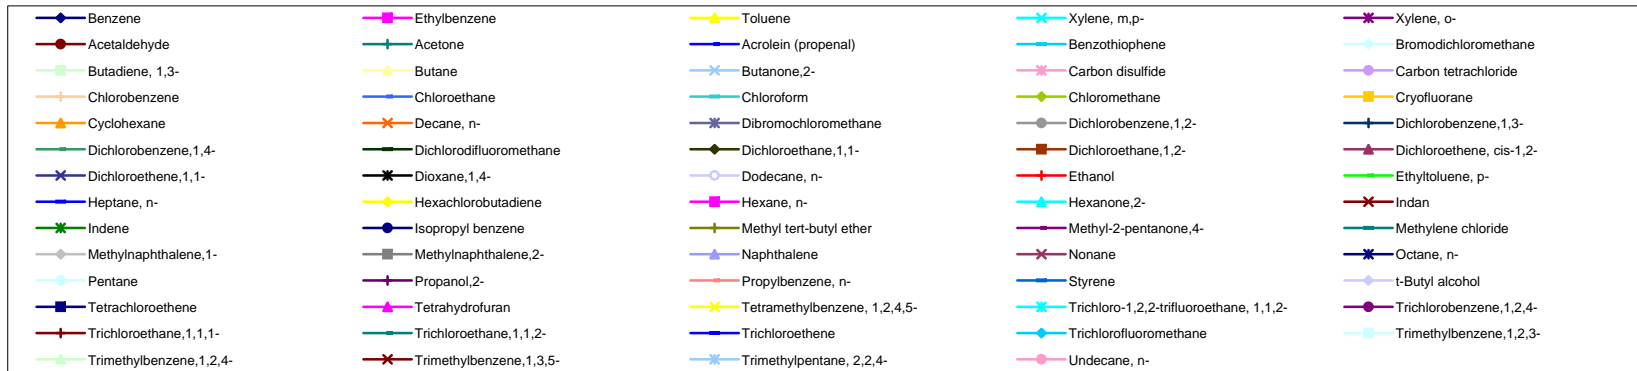 Benzene Ethylbenzene Toluene Xylene, m,p- Xylene, o-
Acetaldehyde Acetone Acrolein (propenal) Benzothiophene Bromodichloromethane
Butadiene, 1,3- Butane Butanone,2- Carbon disulfide Carbon tetrachloride
Chlorobenzene Chloroethane Chloroform Chloromethane Cryofluorane
Cyclohexane Decane, n- Dibromochloromethane Dichlorobenzene,1,2- Dichlorobenzene,1,3-
Dichlorobenzene,1,4- Dichlorodifluoromethane Dichloroethane,1,1- Dichloroethane,1,2- Dichloroethene, cis-1,2-
Dichloroethene,1,1- Dioxane,1,4- Dodecane, n- Ethanol Ethyltoluene, p-
Heptane, n- Hexachlorobutadiene Hexane, n- Hexanone,2- Indan
Indene Isopropyl benzene Methyl tert-butyl ether Methyl-2-pentanone,4- Methylene chloride
Methylnaphthalene,1- Methylnaphthalene,2- Naphthalene Nonane Octane, n-
Pentane Propanol,2- Propylbenzene, n- Styrene t-Butyl alcohol
Tetrachloroethene Tetrahydrofuran Tetramethylbenzene, 1,2,4,5- Trichloro-1,2,2-trifluoroethane, 1,1,2- Trichlorobenzene,1,2,4-
Trichloroethane,1,1,1- Trichloroethane,1,1,2- Trichloroethene Trichlorofluoromethane Trimethylbenzene,1,2,3-
Trimethylbenzene,1,2,4- Trimethylbenzene,1,3,5- Trimethylpentane, 2,2,4- Undecane, n-